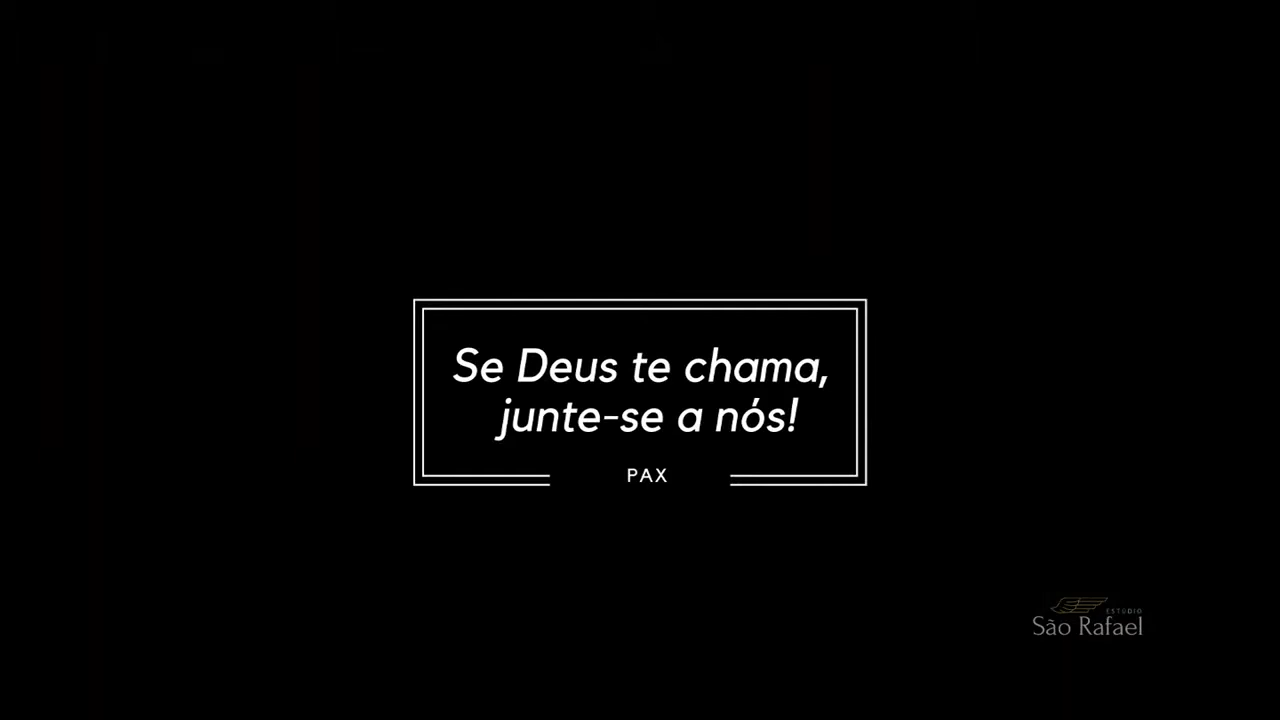 Se Deus te chama,
junte-se a nós!
PAX
ESTÚDIO
São Rafael